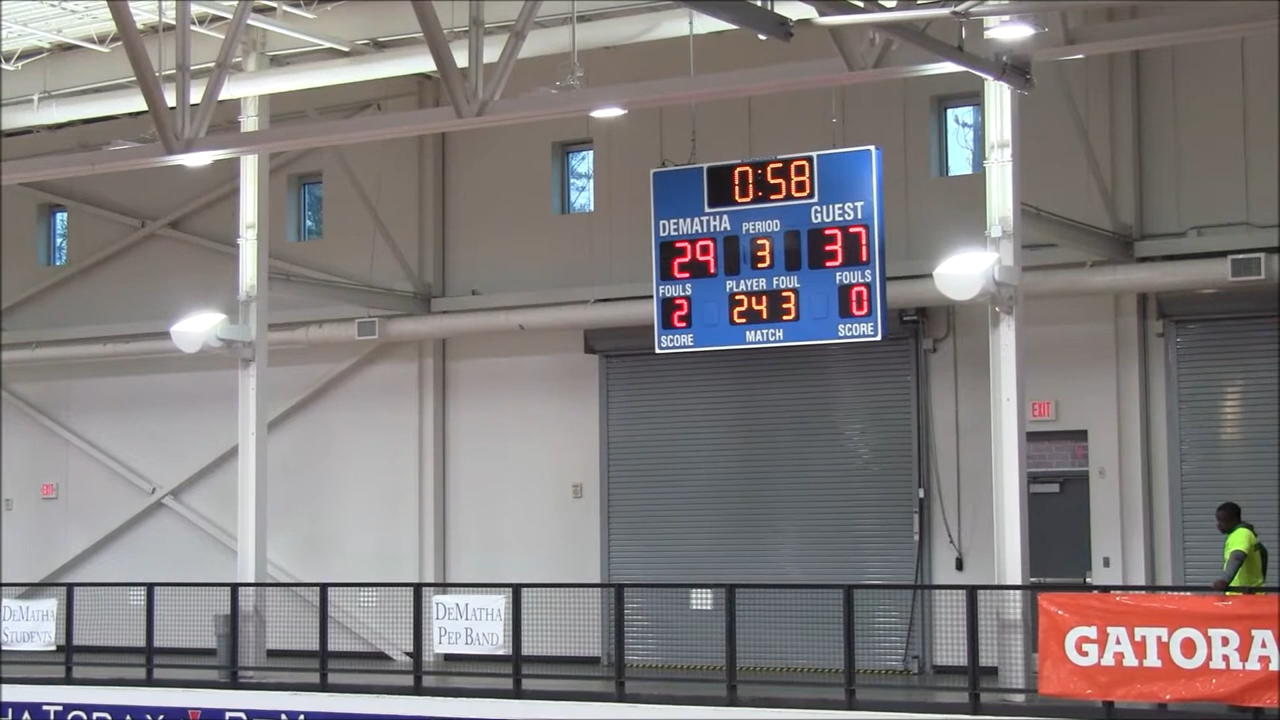 0:58
DEMATHA PERIOD GUEST
29 3 37
FOULS PLAYER FOUL FOULS
2 24 3 0
SCORE MATCH SCORE
EXIT
EXIT
DEMATHA
STUDENTS
DEMATHA
PEP BAND
GATORA